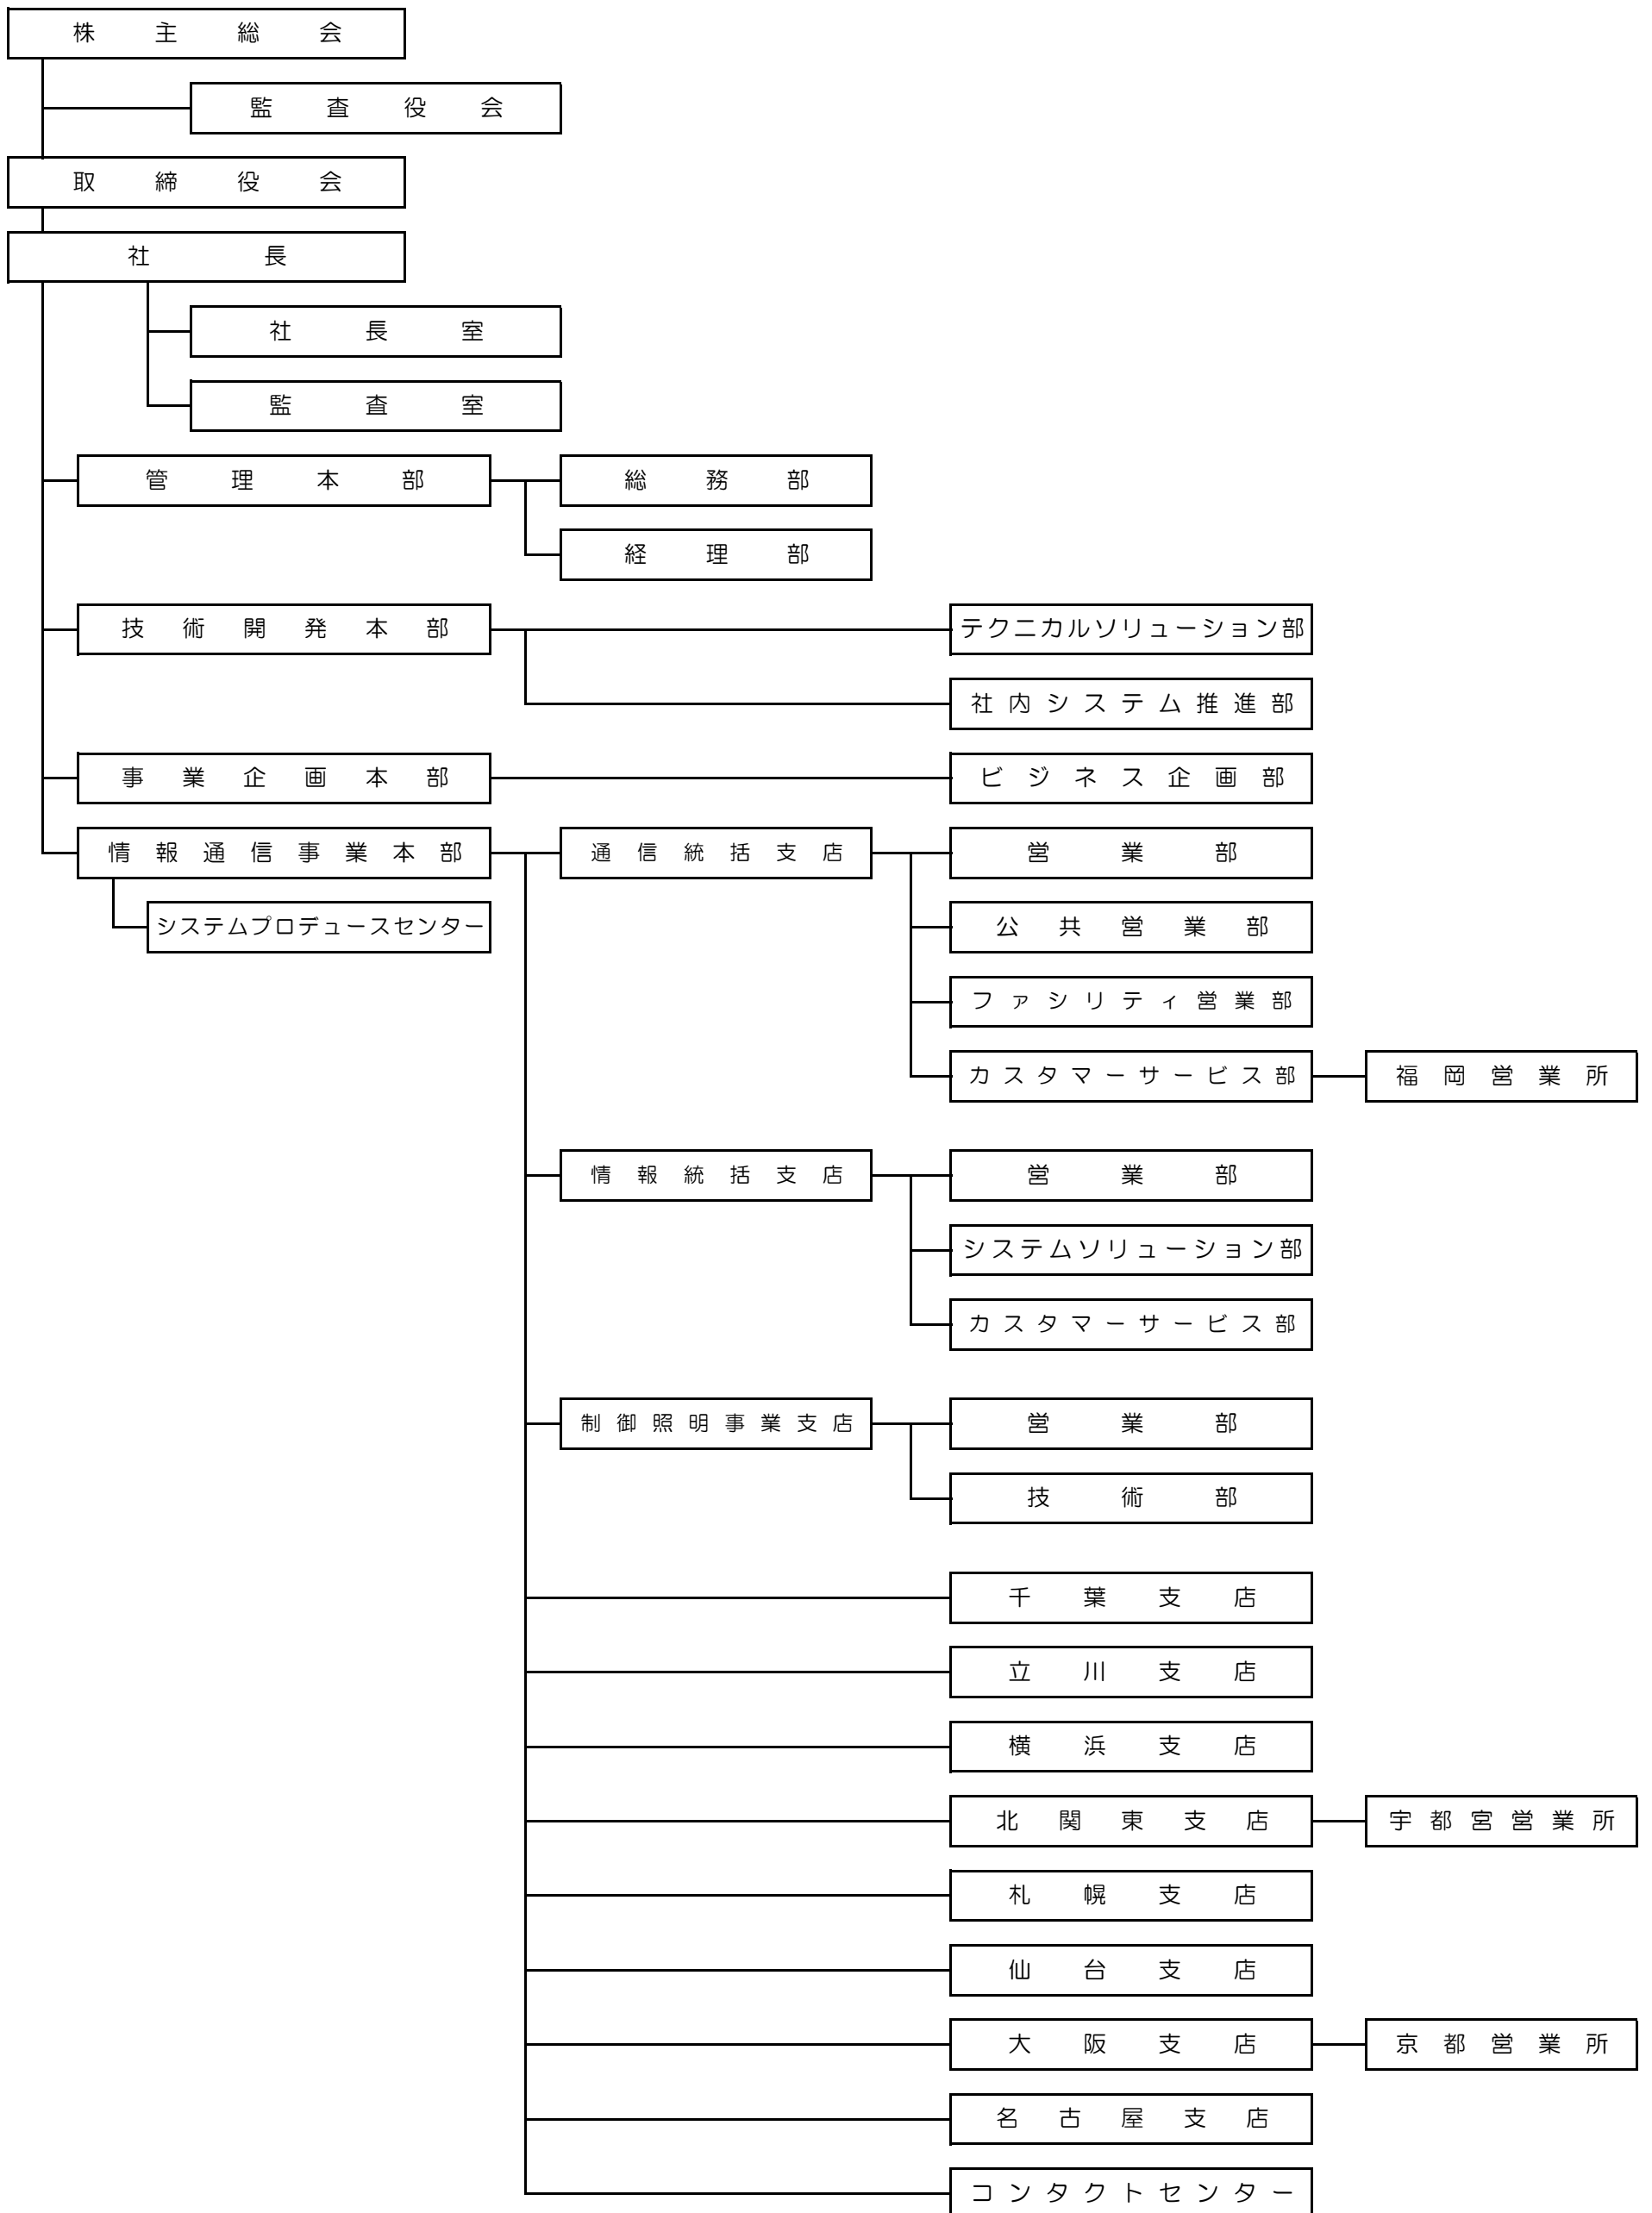 株主総会
監査役会
取締役会
社長
社長室
監査室
管理本部 総務部
経理部
技術開発本部 テクニカルソリューション部
社内システム推進部
事業企画本部 ビジネス企画部
情報通信事業本部 通信統括支店 営業部
システムプロデュースセンター 公共営業部
ファシリティ営業部
カスタマーサービス部 福岡営業所
情報統括支店 営業部
システムソリューション部
カスタマーサービス部
制御照明事業支店 営業部
技術部
千葉支店
立川支店
横浜支店
北関東支店 宇都宮営業所
札幌支店
仙台支店
大阪支店 京都営業所
名古屋支店
コンタクトセンター